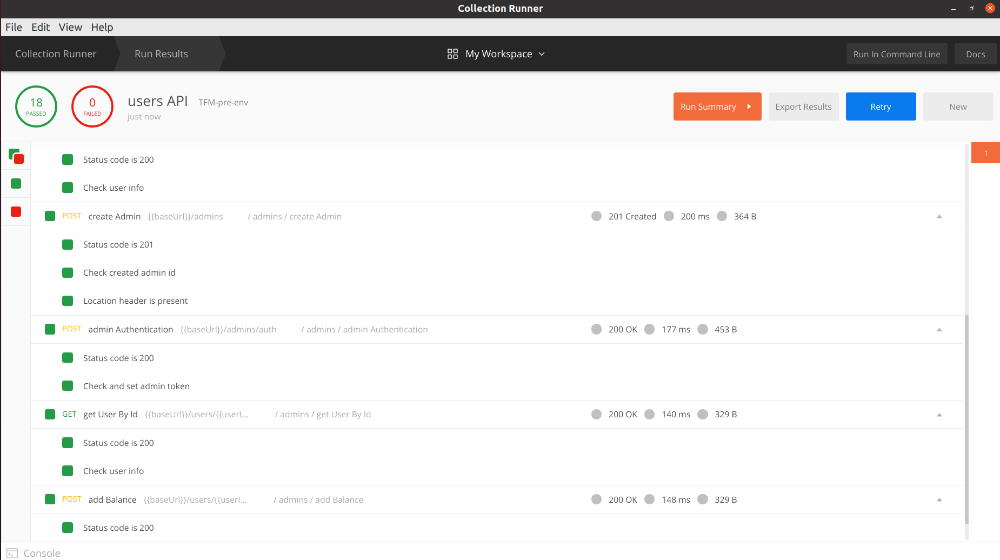 Collection Runner
File Edit View Help
Collection Runner Run Results My Workspace Run In Command Line Docs
18 PASSED
0 FAILED
users API TFM-pre-env
just now
Run Summary Export Results Retry New
1
Status code is 200
Check user info
POST create Admin {{baseUrl}}/admins / admins / create Admin 201 Created 200 ms 364 B
Status code is 201
Check created admin id
Location header is present
POST admin Authentication {{baseUrl}}/admins/auth / admins / admin Authentication 200 OK 177 ms 453 B
Status code is 200
Check and set admin token
GET get User By Id {{baseUrl}}/users/{{userI... / admins / get User By Id 200 OK 140 ms 329 B
Status code is 200
Check user info
POST add Balance {{baseUrl}}/users/{{userI... / admins / add Balance 200 OK 148 ms 329 B
Status code is 200
Console